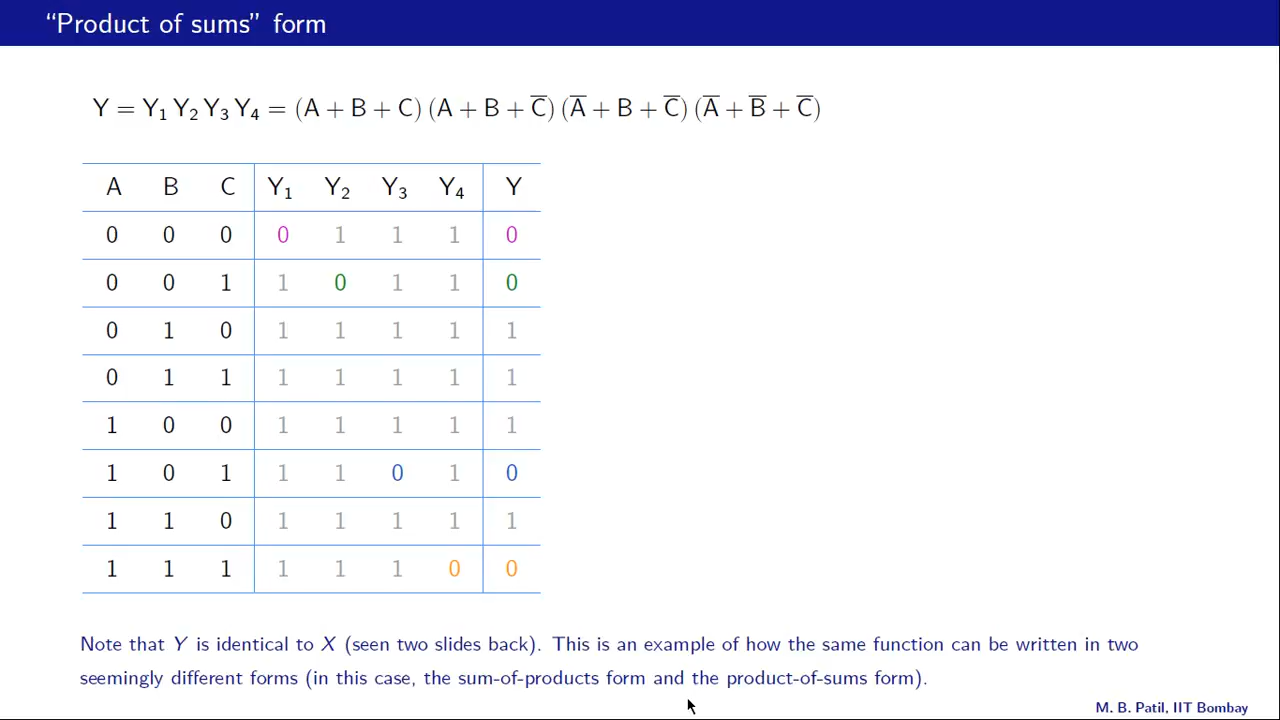 “Product of sums” form
Y = Y₁ Y₂ Y₃ Y₄ = (A + B + C) (A + B + C̅) (A̅ + B + C̅) (A̅ + B̅ + C̅)
A B C Y₁ Y₂ Y₃ Y₄ Y
0 0 0 0 1 1 1 0
0 0 1 1 0 1 1 0
0 1 0 1 1 1 1 1
0 1 1 1 1 1 1 1
1 0 0 1 1 1 1 1
1 0 1 1 1 0 1 0
1 1 0 1 1 1 1 1
1 1 1 1 1 1 0 0
Note that Y is identical to X (seen two slides back). This is an example of how the same function can be written in two
seemingly different forms (in this case, the sum-of-products form and the product-of-sums form).
M. B. Patil, IIT Bombay